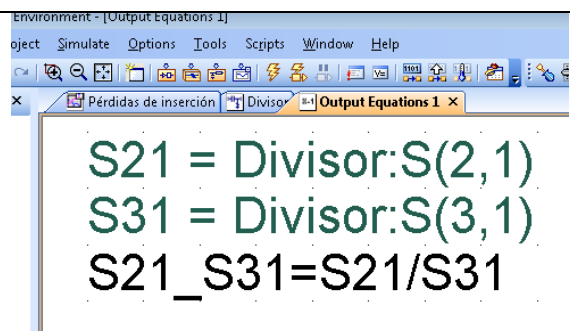 Environment - [Output Equations 1]
oject Simulate Options Tools Scripts Window Help
Pérdidas de inserción Divisor Output Equations 1
S21 = Divisor:S(2,1)
S31 = Divisor:S(3,1)
S21_S31=S21/S31